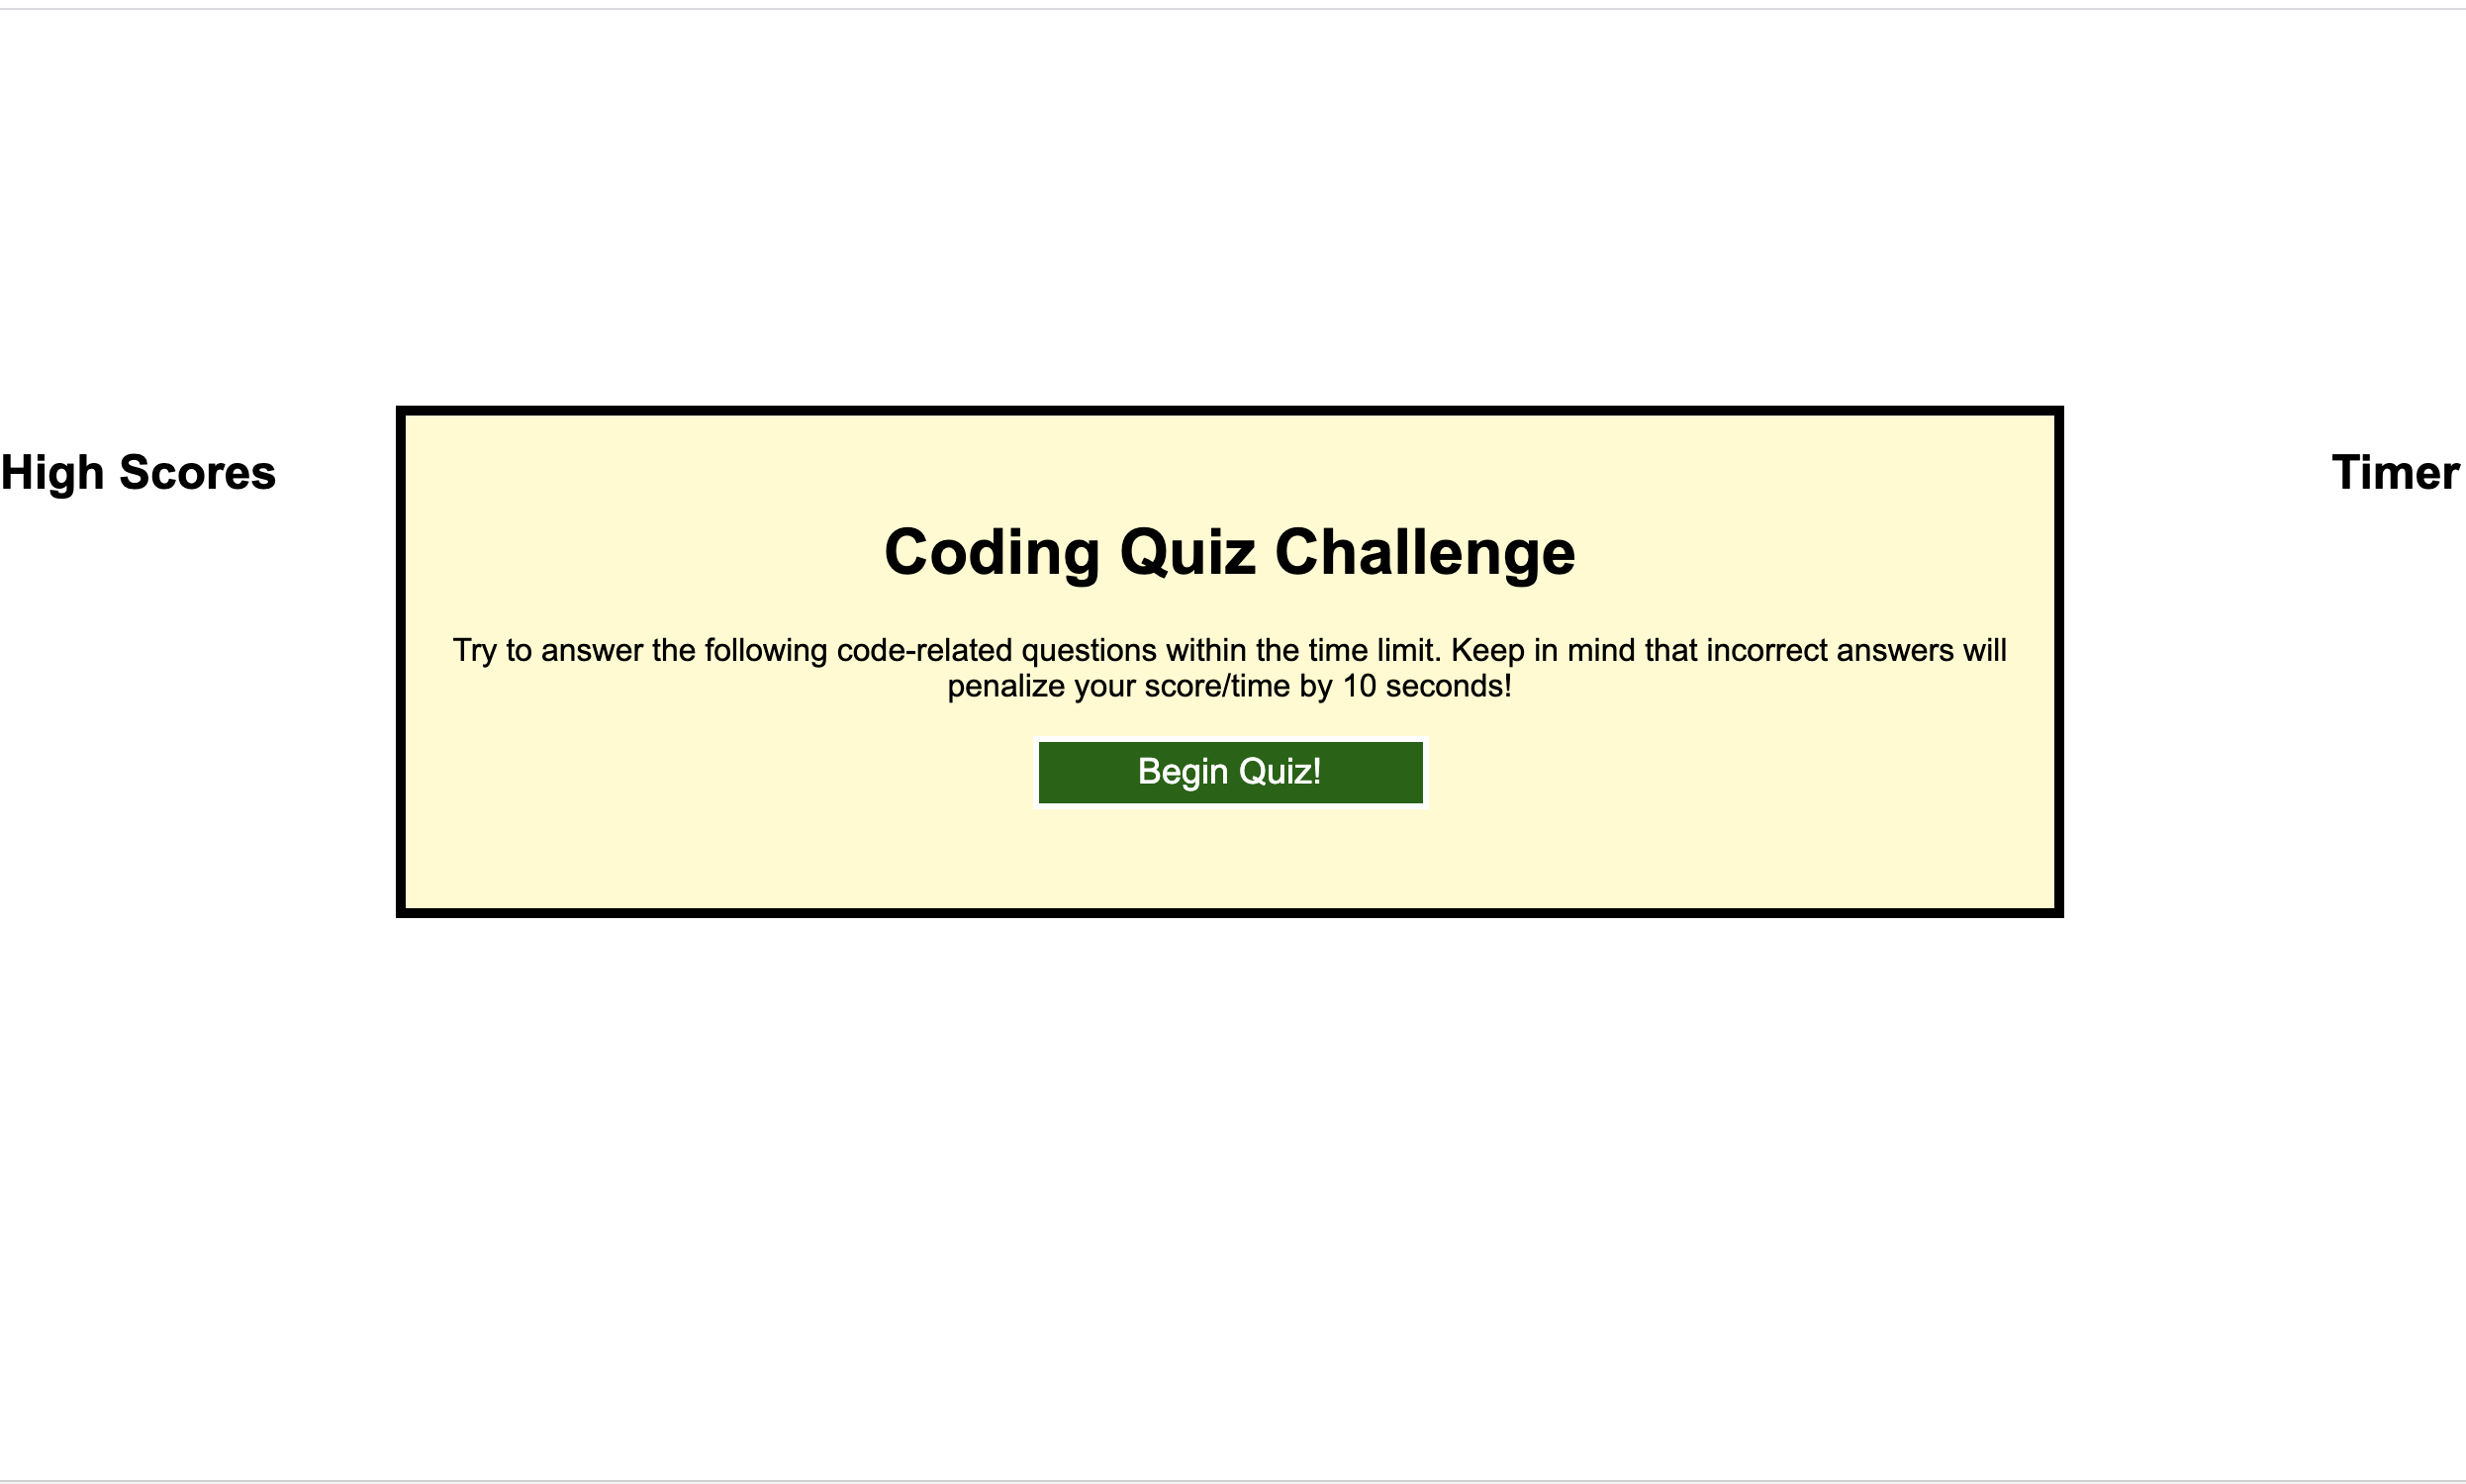 High Scores
Timer
Coding Quiz Challenge
Try to answer the following code-related questions within the time limit. Keep in mind that incorrect answers will
penalize your score/time by 10 seconds!
Begin Quiz!